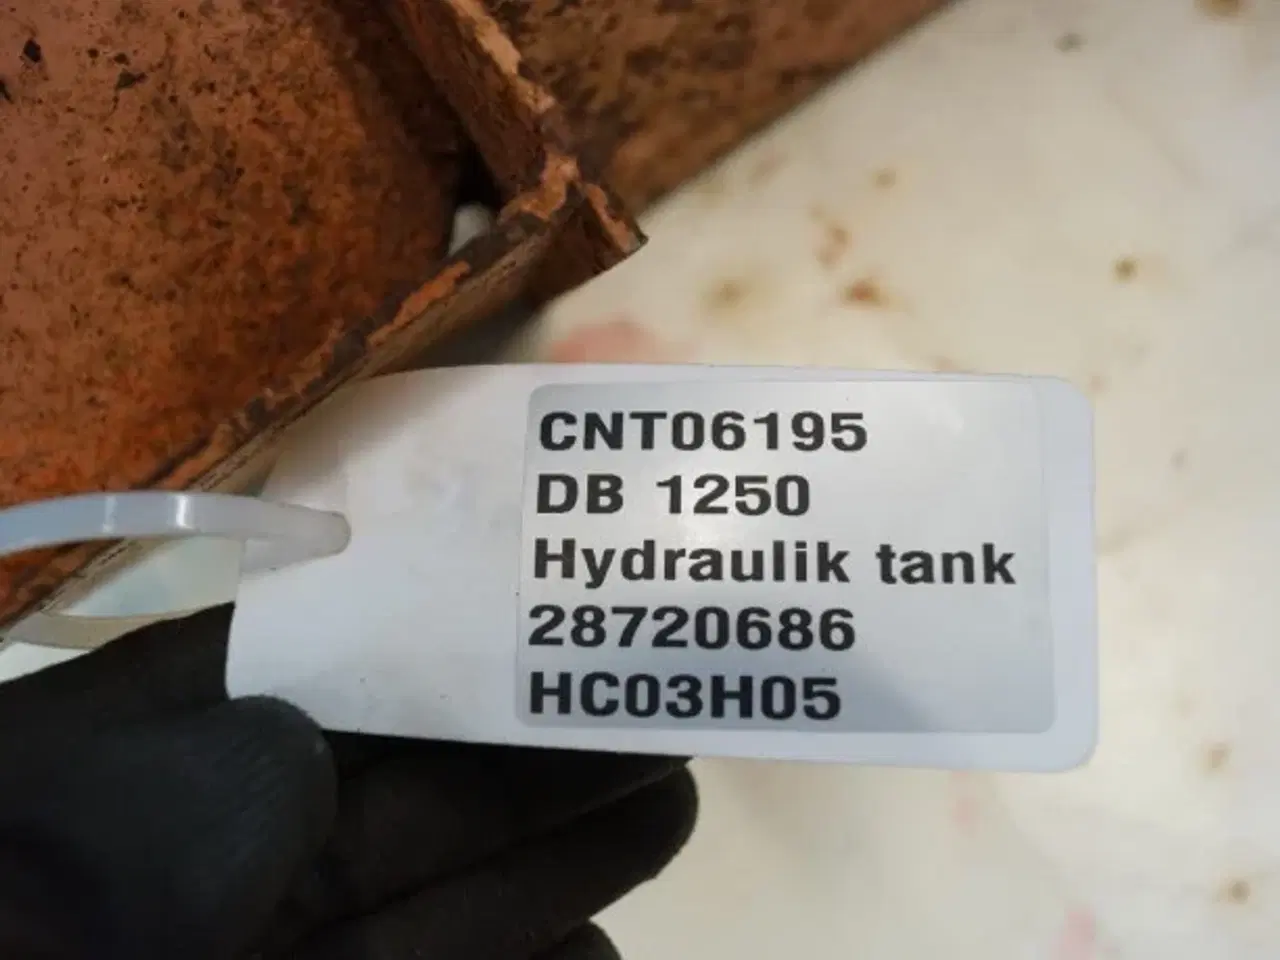 CNT06195
DB 1250
Hydraulik tank
28720686
HC03H05